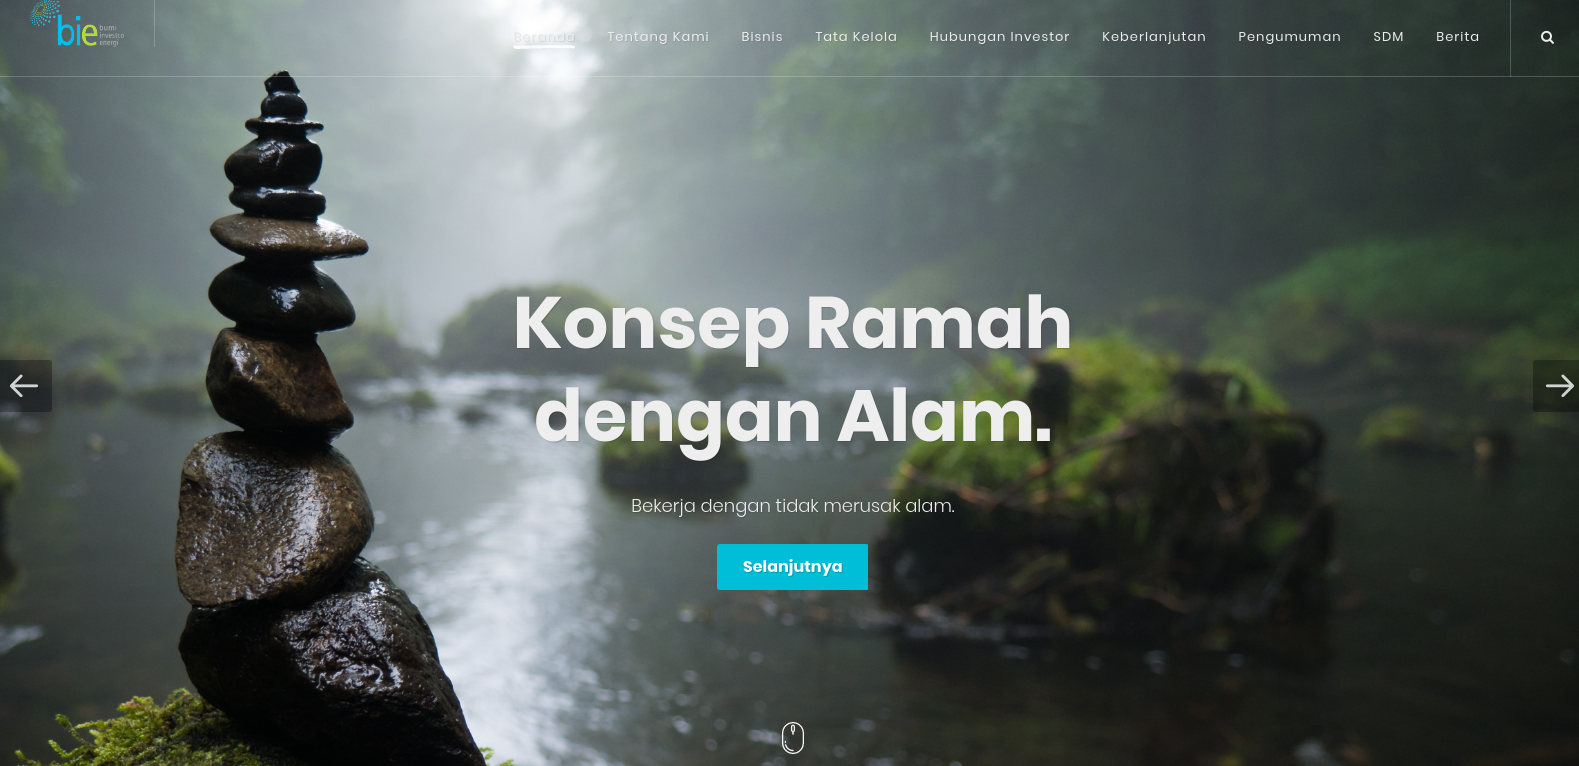 bie
bumi
investco
energi
Beranda
Tentang Kami
Bisnis
Tata Kelola
Hubungan Investor
Keberlanjutan
Pengumuman
SDM
Berita
Konsep Ramah
dengan Alam.
Bekerja dengan tidak merusak alam.
Selanjutnya